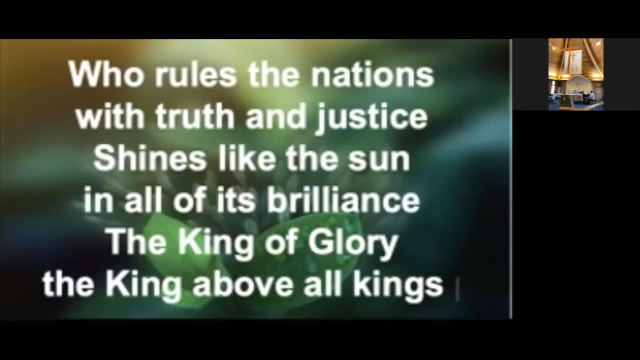 Who rules the nations
with truth and justice
Shines like the sun
in all of its brilliance
The King of Glory
the King above all kings